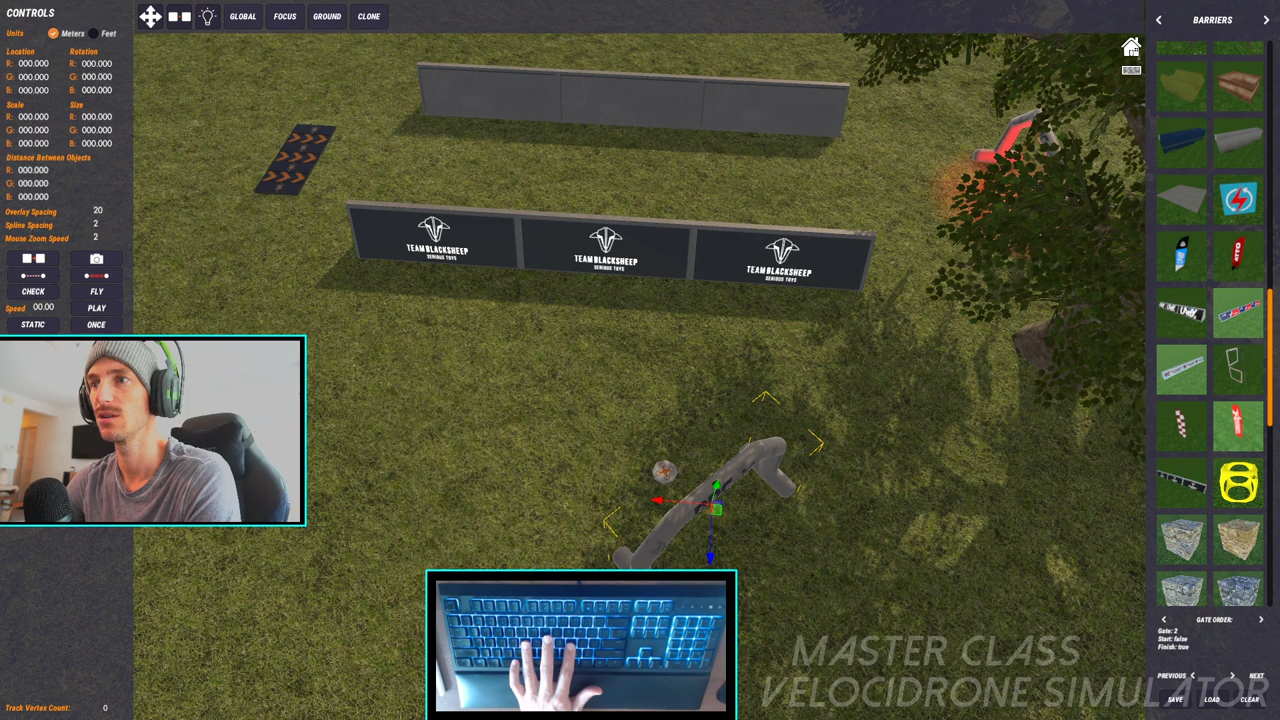 CONTROLS
Units Meters Feet
Location Rotation
R: 000.000 R: 000.000
G: 000.000 G: 000.000
B: 000.000 B: 000.000
Scale Size
R: 000.000 R: 000.000
G: 000.000 G: 000.000
B: 000.000 B: 000.000
Distance Between Objects
R: 000.000
G: 000.000
B: 000.000
Overlay Spacing 20
Spline Spacing 2
Mouse Zoom Speed 2
CHECK FLY
Speed 00.00 PLAY
STATIC ONCE
Track Vertex Count: 0
GLOBAL FOCUS GROUND CLONE
TEAM BLACKSHEEP
SERIOUS TOYS
TEAM BLACKSHEEP
SERIOUS TOYS
TEAM BLACKSHEEP
SERIOUS TOYS
BARRIERS
GATE ORDER:
Gate: 2
Start: false
Finish: true
PREVIOUS NEXT
SAVE LOAD CLEAR
MASTER CLASS
VELOCIDRONE SIMULATOR